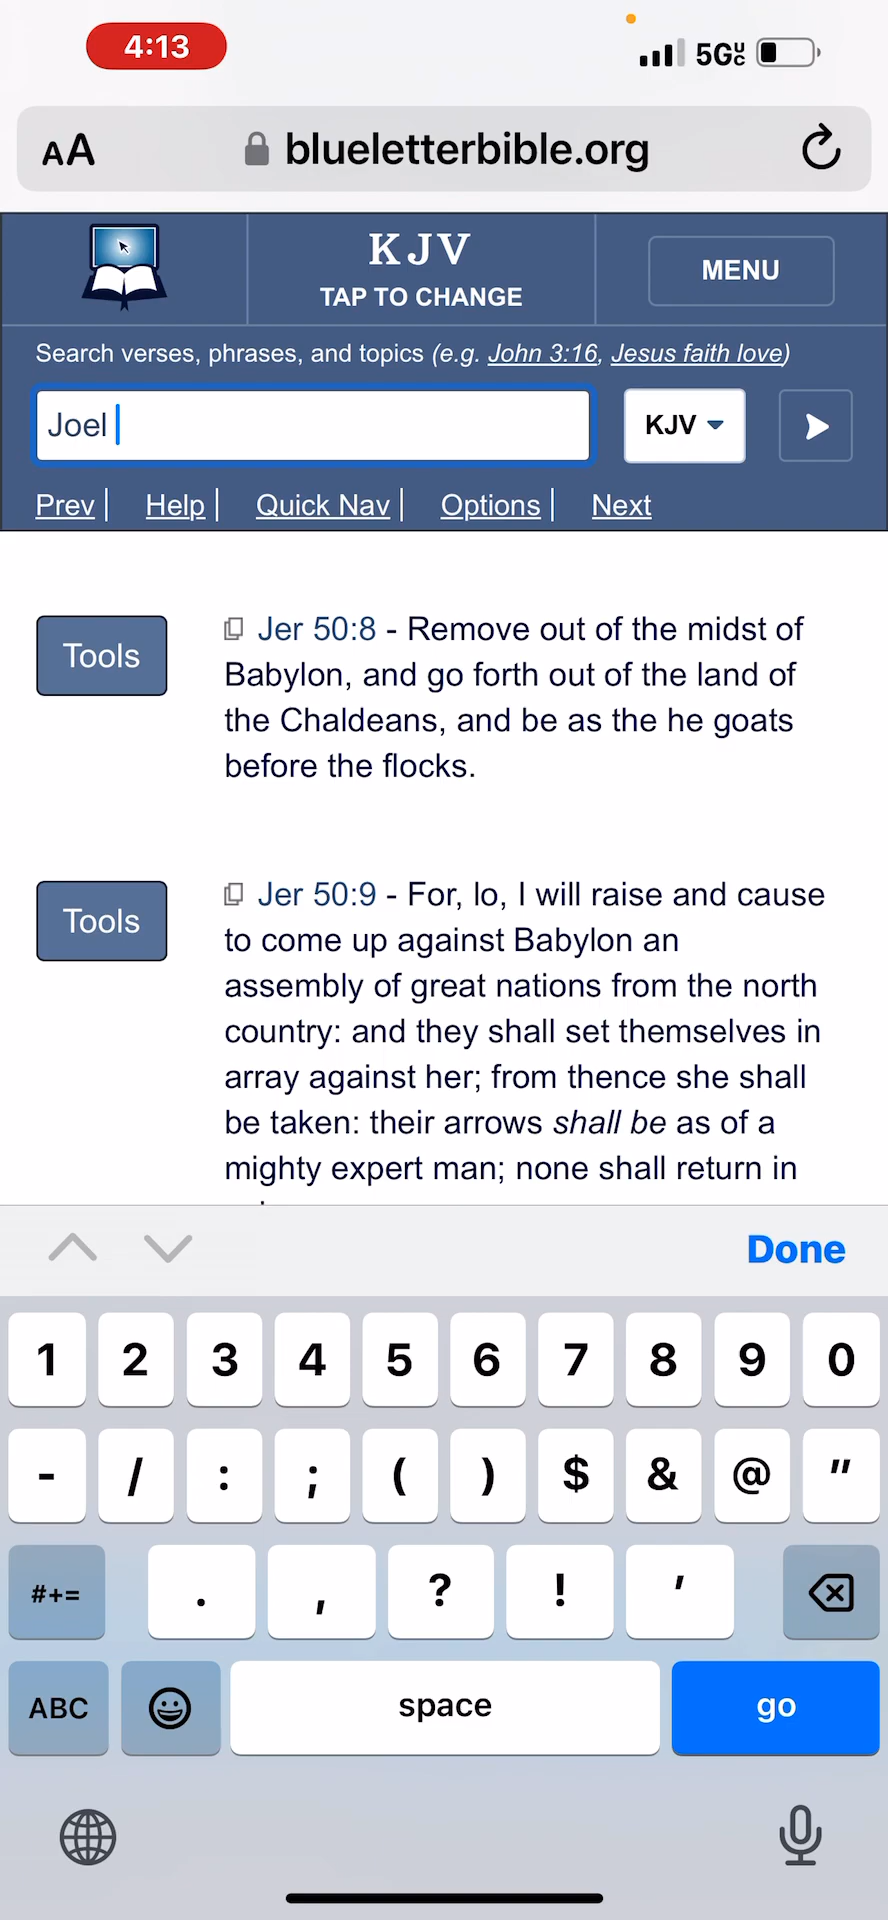 4:13
5GUC
AA
blueletterbible.org
KJV
TAP TO CHANGE
MENU
Search verses, phrases, and topics (e.g. John 3:16, Jesus faith love)
Joel
KJV
Prev | Help | Quick Nav | Options | Next
Tools
Jer 50:8 - Remove out of the midst of
Babylon, and go forth out of the land of
the Chaldeans, and be as the he goats
before the flocks.
Tools
Jer 50:9 - For, lo, I will raise and cause
to come up against Babylon an
assembly of great nations from the north
country: and they shall set themselves in
array against her; from thence she shall
be taken: their arrows shall be as of a
mighty expert man; none shall return in
Done
1 2 3 4 5 6 7 8 9 0
- / : ; ( ) $ & @ "
#+= . , ? ! '
ABC space go